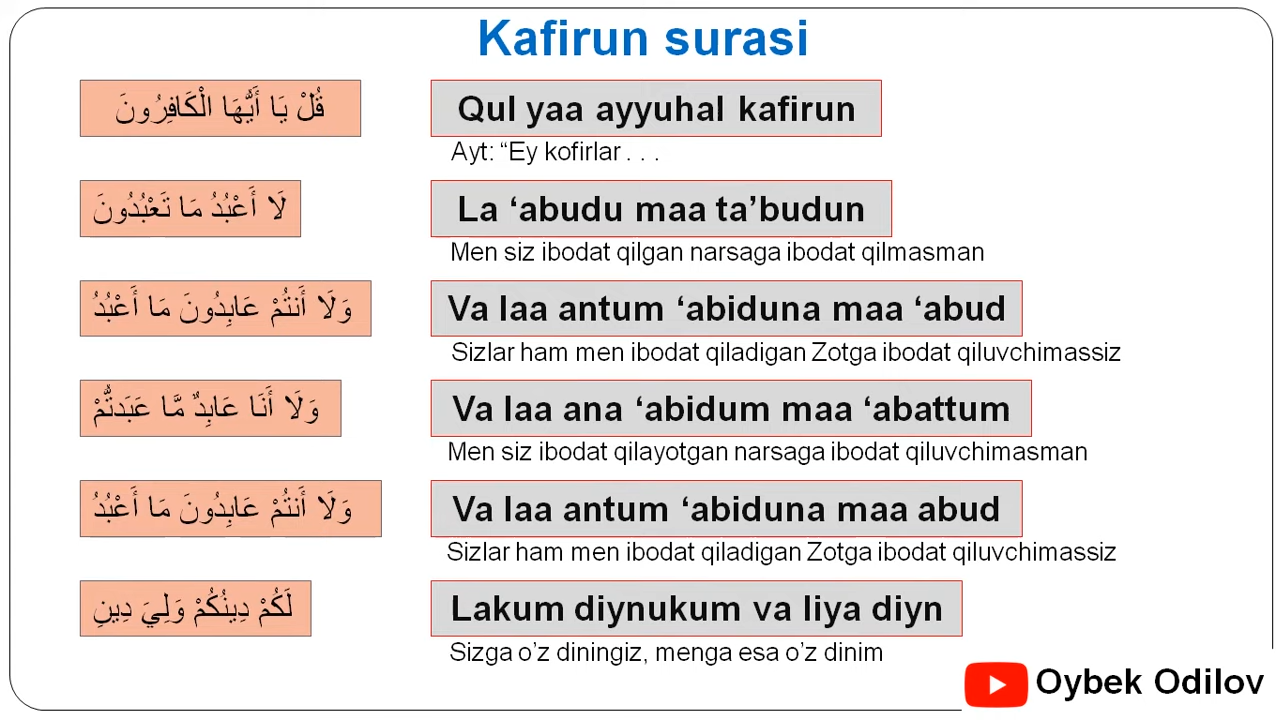 Kafirun surasi
قُلْ يَا أَيُّهَا الْكَافِرُونَ
Qul yaa ayyuhal kafirun
Ayt: “Ey kofirlar . . .
لَا أَعْبُدُ مَا تَعْبُدُونَ
La ‘abudu maa ta’budun
Men siz ibodat qilgan narsaga ibodat qilmasman
وَلَا أَنتُمْ عَابِدُونَ مَا أَعْبُدُ
Va laa antum ‘abiduna maa ‘abud
Sizlar ham men ibodat qiladigan Zotga ibodat qiluvchimassiz
وَلَا أَنَا عَابِدٌ مَّا عَبَدتُّمْ
Va laa ana ‘abidum maa ‘abattum
Men siz ibodat qilayotgan narsaga ibodat qiluvchimasman
وَلَا أَنتُمْ عَابِدُونَ مَا أَعْبُدُ
Va laa antum ‘abiduna maa abud
Sizlar ham men ibodat qiladigan Zotga ibodat qiluvchimassiz
لَكُمْ دِينُكُمْ وَلِيَ دِينِ
Lakum diynukum va liya diyn
Sizga o’z diningiz, menga esa o’z dinim
Oybek Odilov